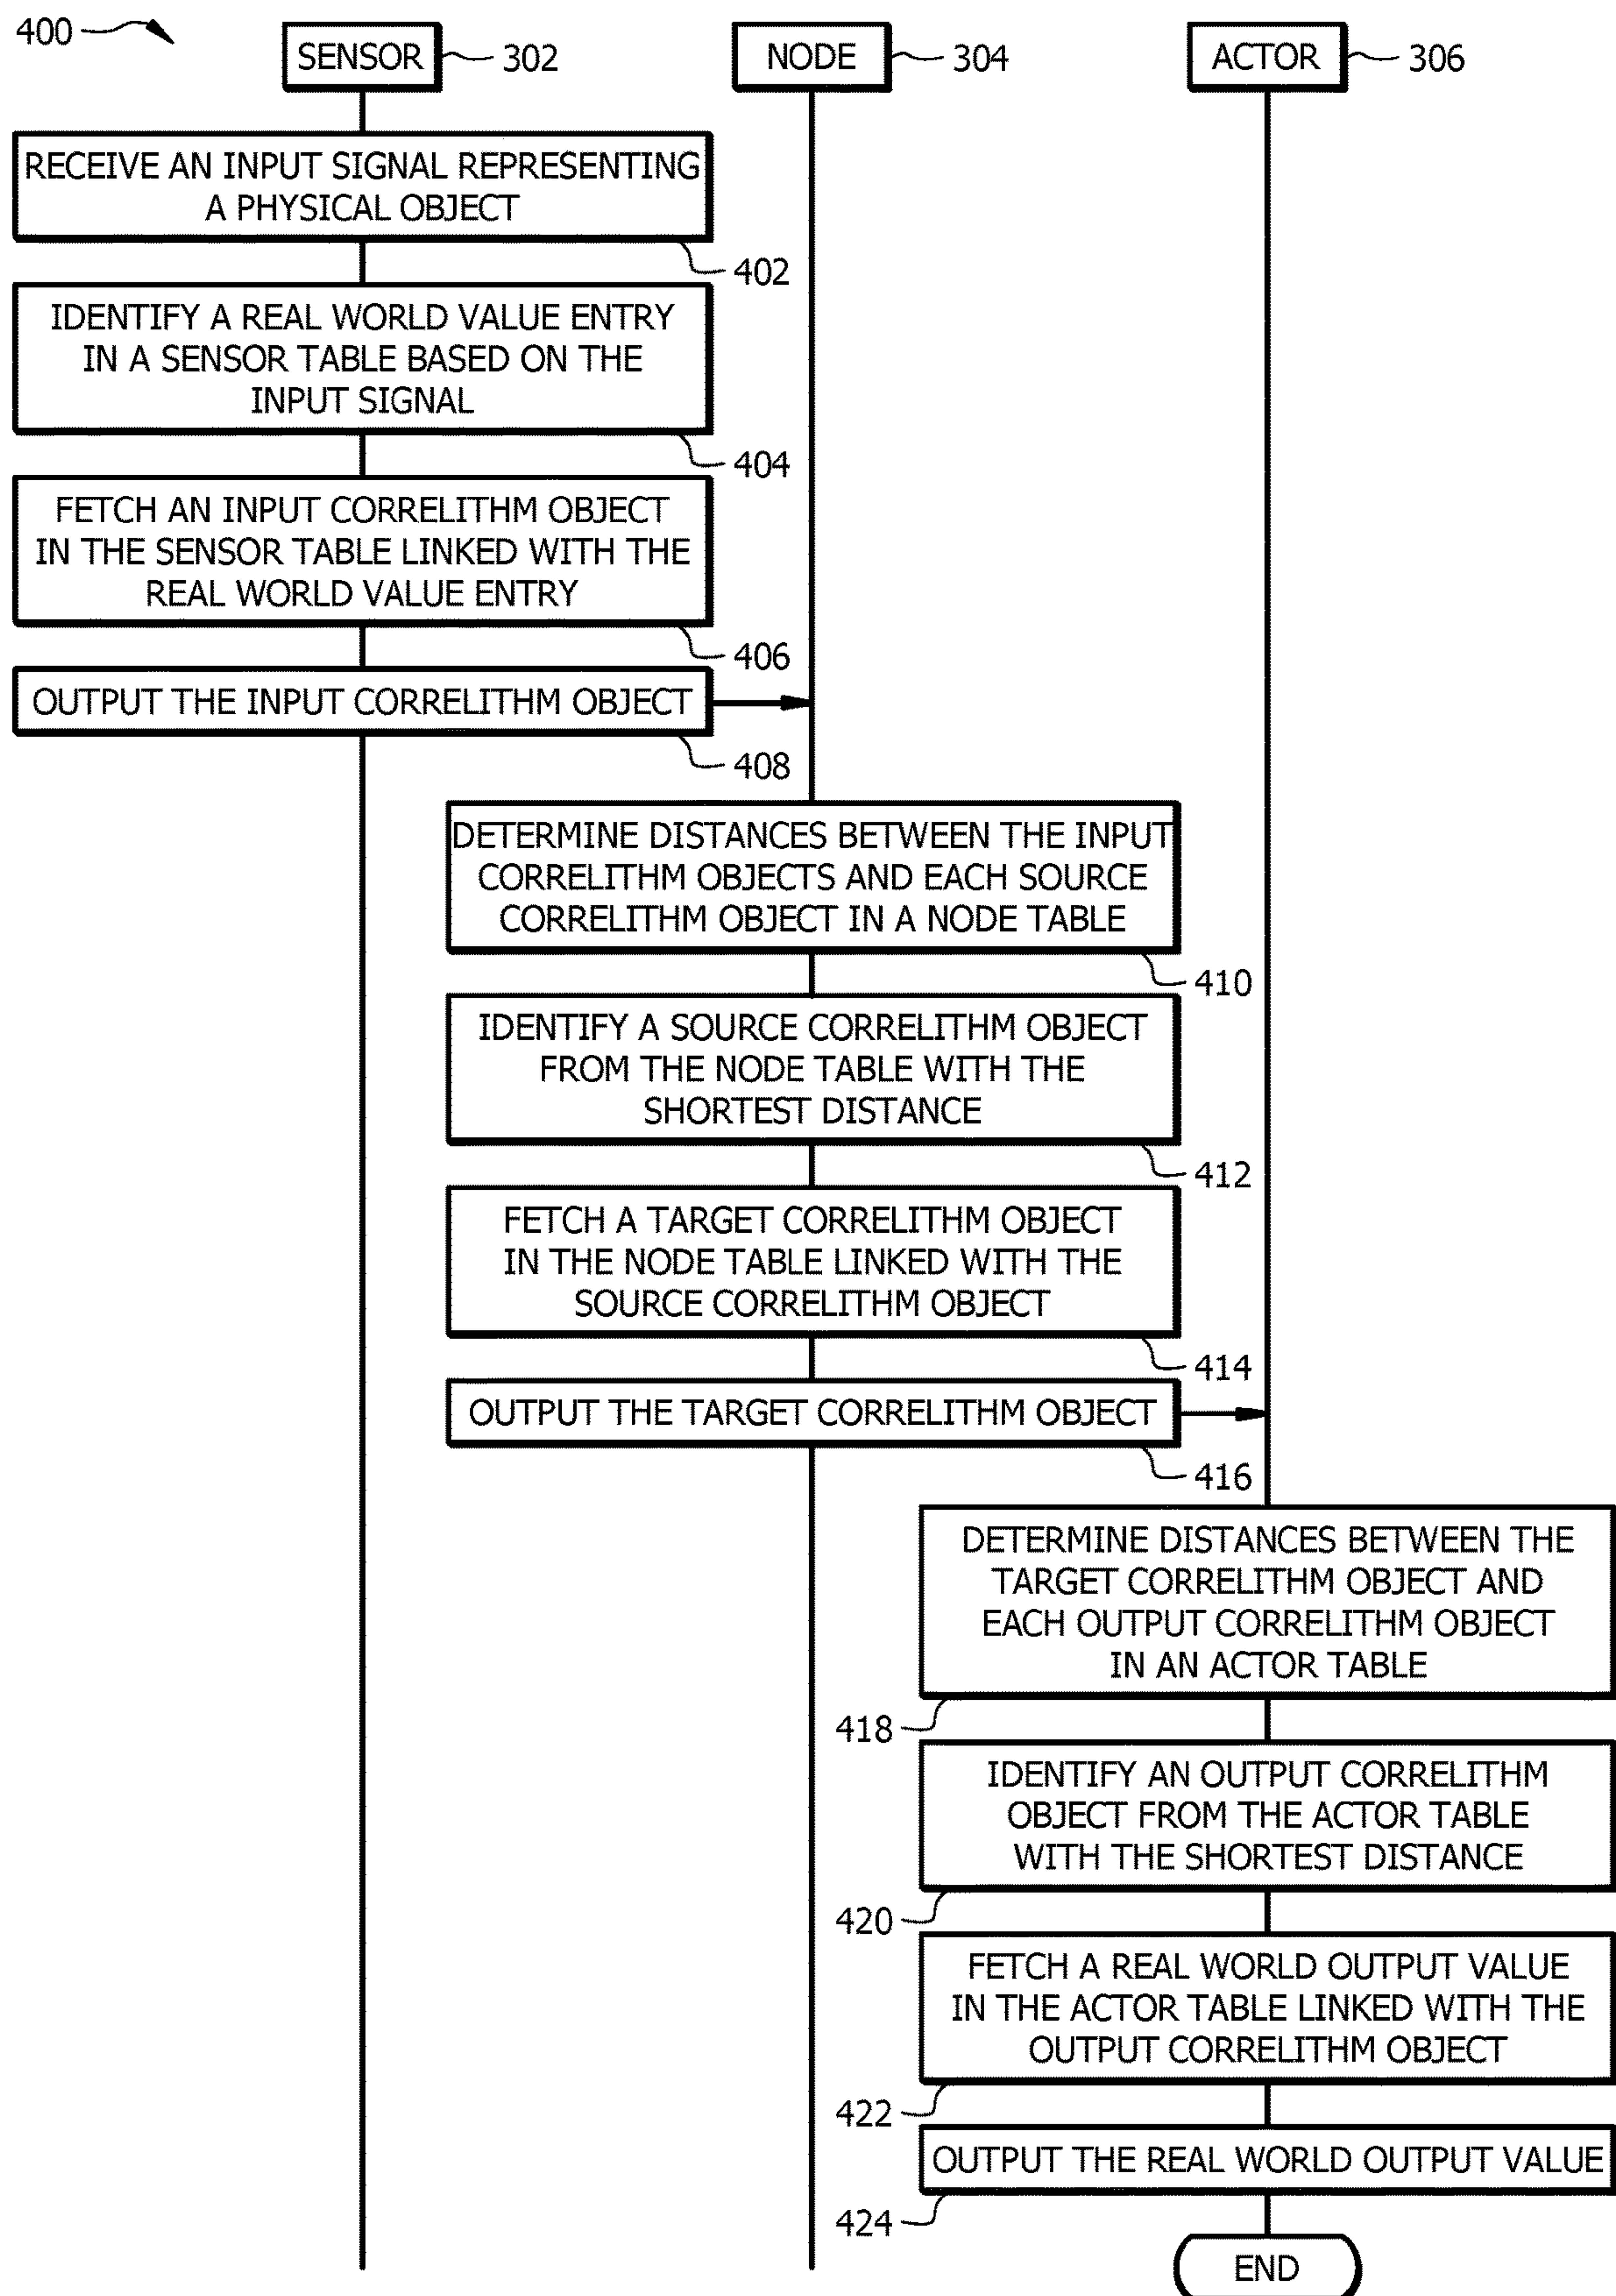 400
SENSOR
302
NODE
304
ACTOR
306
RECEIVE AN INPUT SIGNAL REPRESENTING
A PHYSICAL OBJECT
402
IDENTIFY A REAL WORLD VALUE ENTRY
IN A SENSOR TABLE BASED ON THE
INPUT SIGNAL
404
FETCH AN INPUT CORRELITHM OBJECT
IN THE SENSOR TABLE LINKED WITH THE
REAL WORLD VALUE ENTRY
406
OUTPUT THE INPUT CORRELITHM OBJECT
408
DETERMINE DISTANCES BETWEEN THE INPUT
CORRELITHM OBJECTS AND EACH SOURCE
CORRELITHM OBJECT IN A NODE TABLE
410
IDENTIFY A SOURCE CORRELITHM OBJECT
FROM THE NODE TABLE WITH THE
SHORTEST DISTANCE
412
FETCH A TARGET CORRELITHM OBJECT
IN THE NODE TABLE LINKED WITH THE
SOURCE CORRELITHM OBJECT
414
OUTPUT THE TARGET CORRELITHM OBJECT
416
DETERMINE DISTANCES BETWEEN THE
TARGET CORRELITHM OBJECT AND
EACH OUTPUT CORRELITHM OBJECT
IN AN ACTOR TABLE
418
IDENTIFY AN OUTPUT CORRELITHM
OBJECT FROM THE ACTOR TABLE
WITH THE SHORTEST DISTANCE
420
FETCH A REAL WORLD OUTPUT VALUE
IN THE ACTOR TABLE LINKED WITH THE
OUTPUT CORRELITHM OBJECT
422
OUTPUT THE REAL WORLD OUTPUT VALUE
424
END